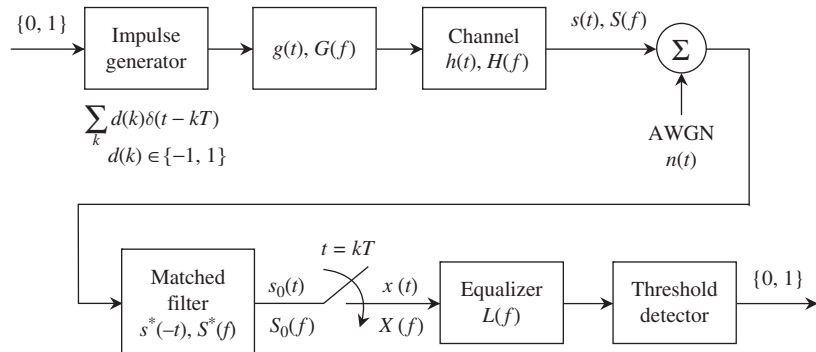 {0, 1}
Impulse
generator
g(t), G(f)
Channel
h(t), H(f)
s(t), S(f)
Σ
∑ d(k)δ(t – kT)
k
d(k) ∈ {–1, 1}
AWGN
n(t)
Matched
filter
s*(–t), S*(f)
s₀(t)
S₀(f)
t = kT
x (t)
X (f)
Equalizer
L(f)
Threshold
detector
{0, 1}